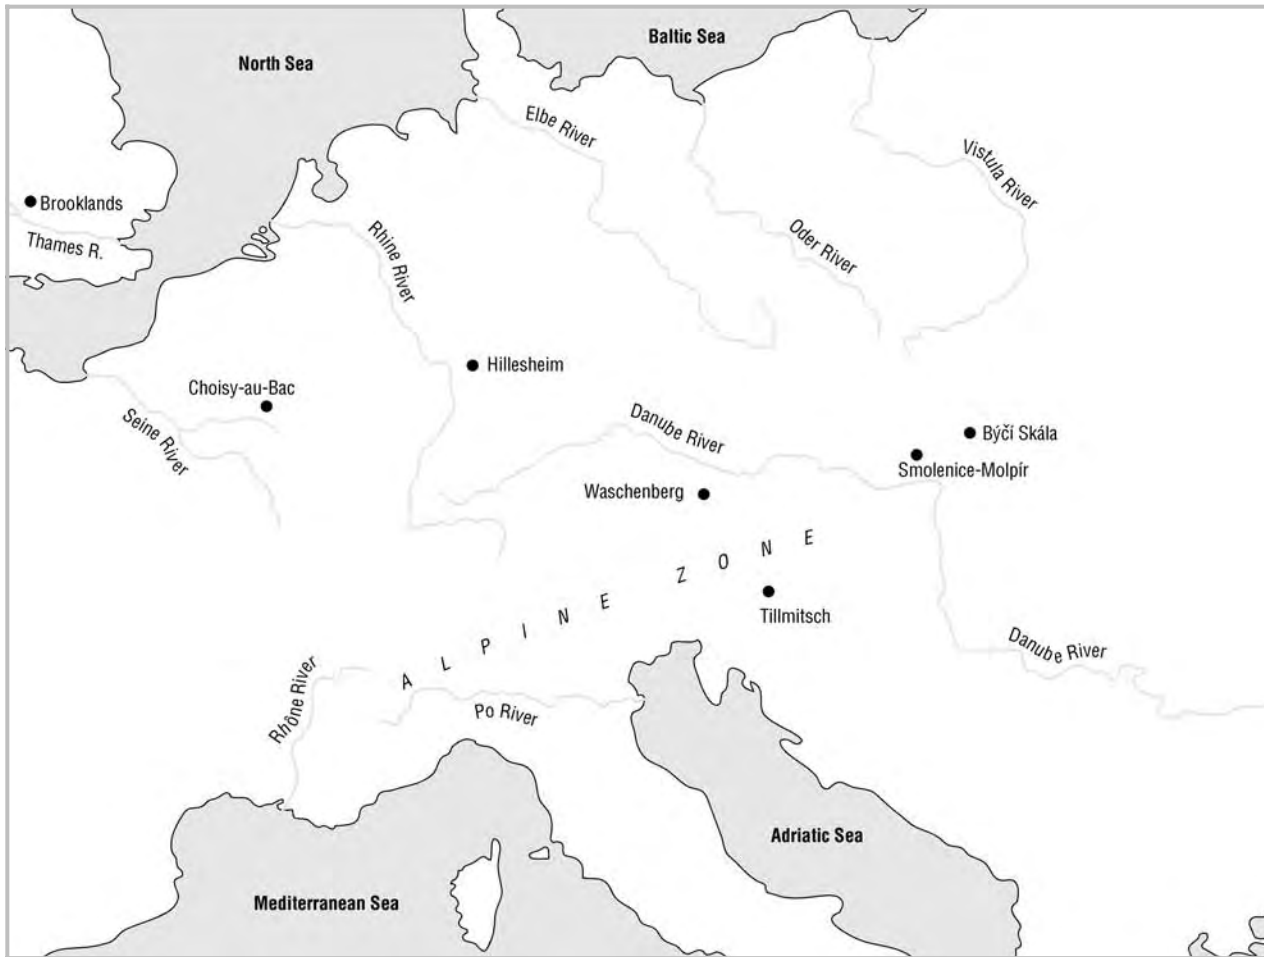 Baltic Sea
North Sea
Elbe River
Vistula River
Brooklands
Thames R.
Rhine River
Oder River
Hillesheim
Choisy-au-Bac
Seine River
Danube River
Býčí Skála
Smolenice-Molpír
Waschenberg
ALPINE ZONE
Tillmitsch
Danube River
Rhône River
Po River
Adriatic Sea
Mediterranean Sea